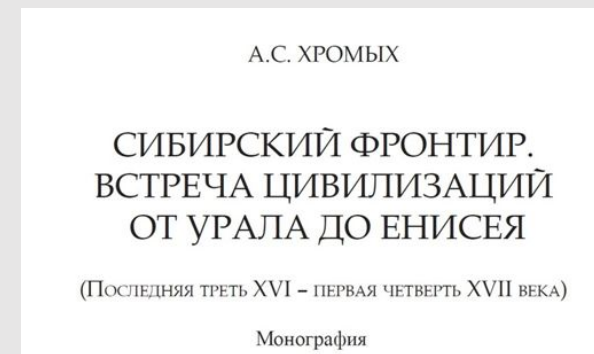 А.С. ХРОМЫХ
СИБИРСКИЙ ФРОНТИР.
ВСТРЕЧА ЦИВИЛИЗАЦИЙ
ОТ УРАЛА ДО ЕНИСЕЯ
(Последняя треть XVI – первая четверть XVII века)
Монография